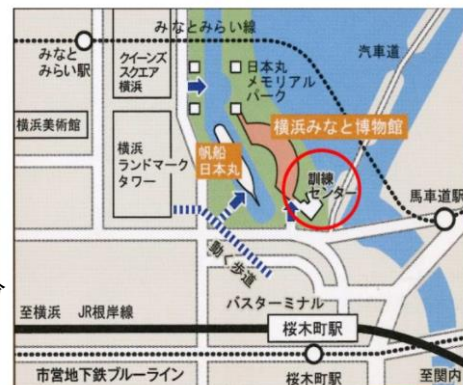 みなとみらい線
みなと
みらい駅
クイーンズ
スクエア
横浜
日本丸
メモリアル
パーク
汽車道
横浜美術館
横浜
ランドマーク
タワー
帆船
日本丸
横浜みなと博物館
訓練
センター
馬車道駅
動く歩道
バスターミナル
至横浜 JR根岸線
桜木町駅
市営地下鉄ブルーライン
桜木町駅
至関内